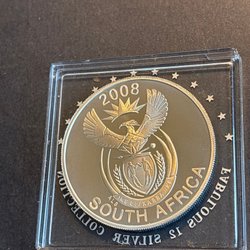 2008
SOUTH AFRICA
FABULOUS 12 SILVER COLLECTION